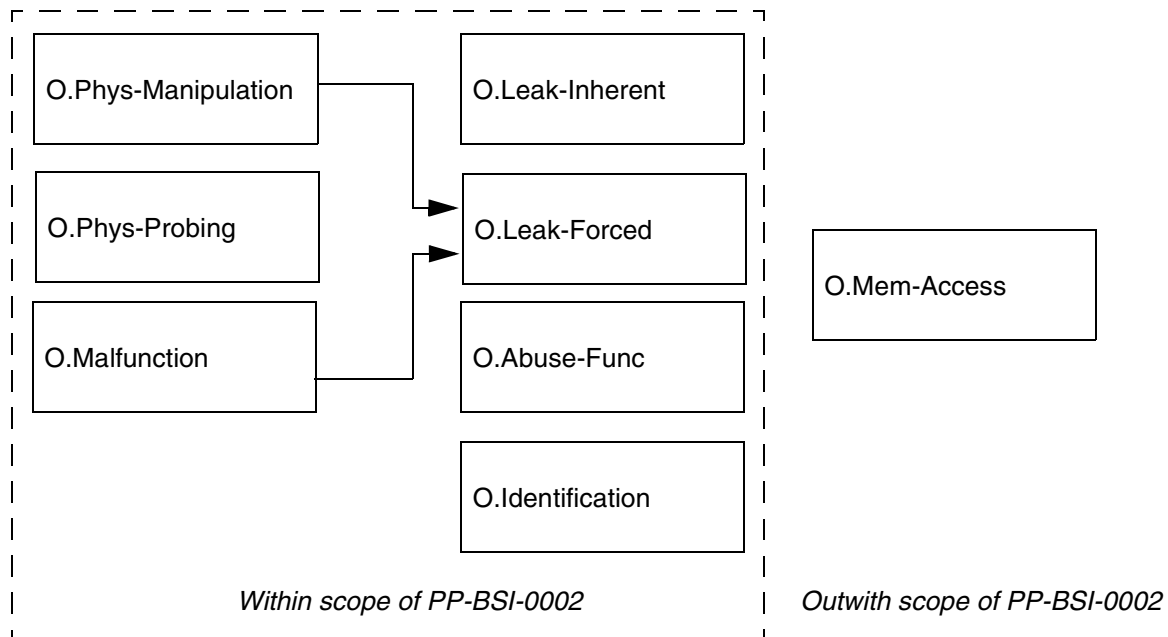 O.Phys-Manipulation
O.Leak-Inherent
O.Phys-Probing
O.Leak-Forced
O.Mem-Access
O.Malfunction
O.Abuse-Func
O.Identification
Within scope of PP-BSI-0002
Outwith scope of PP-BSI-0002